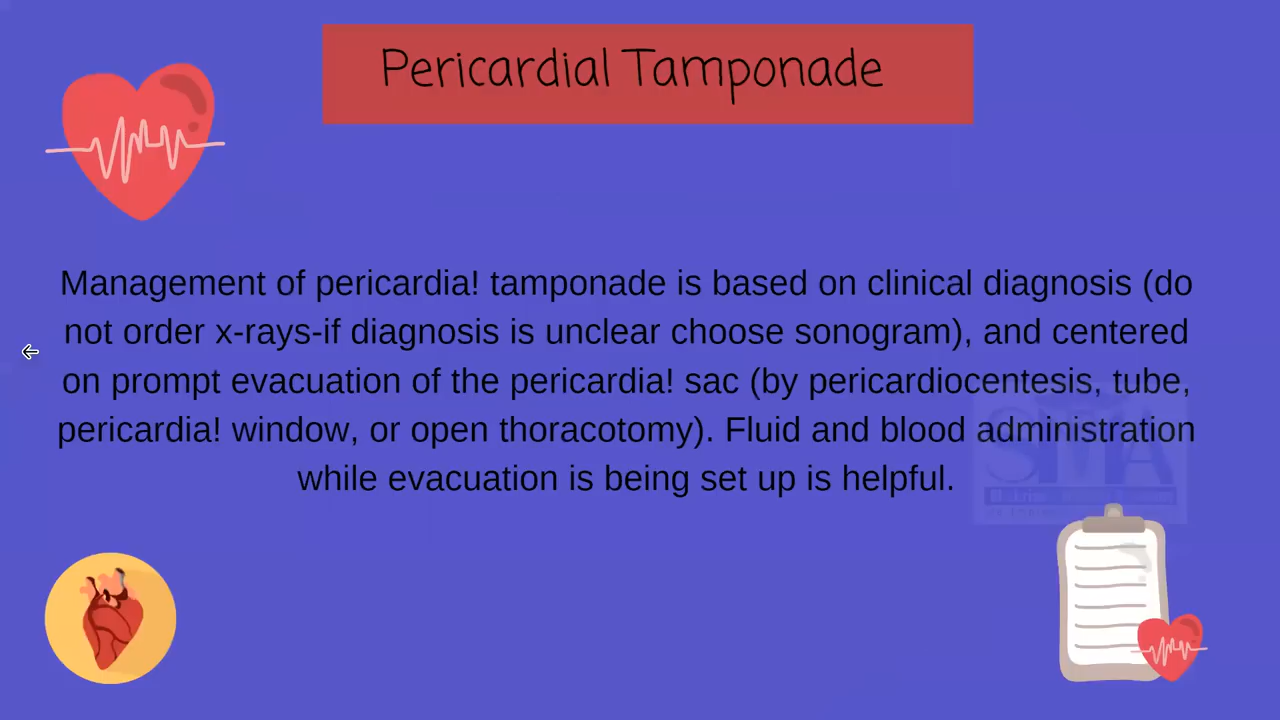 Pericardial Tamponade
Management of pericardia! tamponade is based on clinical diagnosis (do
not order x-rays-if diagnosis is unclear choose sonogram), and centered
on prompt evacuation of the pericardia! sac (by pericardiocentesis, tube,
pericardia! window, or open thoracotomy). Fluid and blood administration
while evacuation is being set up is helpful.
SMA